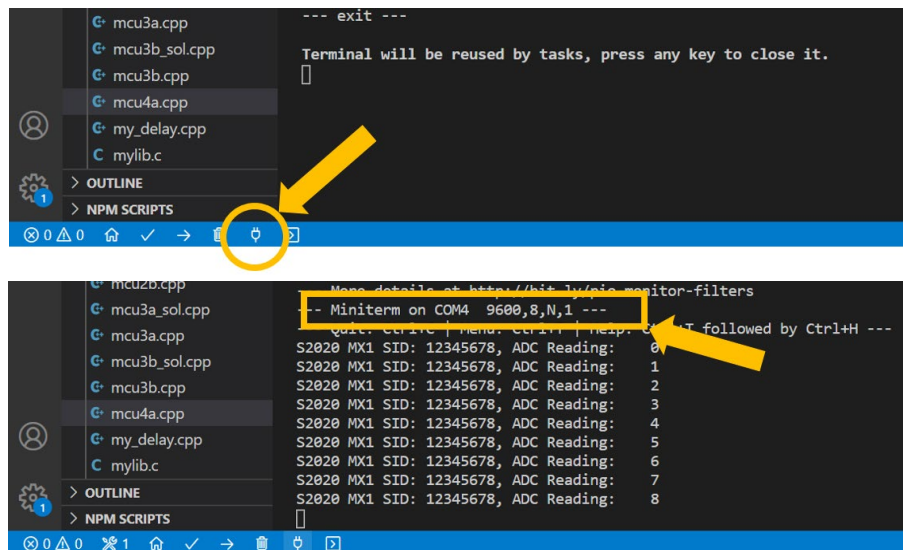 mcu3a.cpp
mcu3b_sol.cpp
mcu3b.cpp
mcu4a.cpp
my_delay.cpp
C mylib.c
1
> OUTLINE
> NPM SCRIPTS
0 0
--- exit ---
Terminal will be reused by tasks, press any key to close it.
mcu2b.cpp
mcu3a_sol.cpp
mcu3a.cpp
mcu3b_sol.cpp
mcu3b.cpp
mcu4a.cpp
my_delay.cpp
C mylib.c
1
> OUTLINE
> NPM SCRIPTS
0 0 1
--- More details at http://bit.ly/pio-monitor-filters
--- Miniterm on COM4 9600,8,N,1 ---
--- Quit: Ctrl+C | Menu: Ctrl+T | Help: Ctrl+T followed by Ctrl+H ---
S2020 MX1 SID: 12345678, ADC Reading: 0
S2020 MX1 SID: 12345678, ADC Reading: 1
S2020 MX1 SID: 12345678, ADC Reading: 2
S2020 MX1 SID: 12345678, ADC Reading: 3
S2020 MX1 SID: 12345678, ADC Reading: 4
S2020 MX1 SID: 12345678, ADC Reading: 5
S2020 MX1 SID: 12345678, ADC Reading: 6
S2020 MX1 SID: 12345678, ADC Reading: 7
S2020 MX1 SID: 12345678, ADC Reading: 8